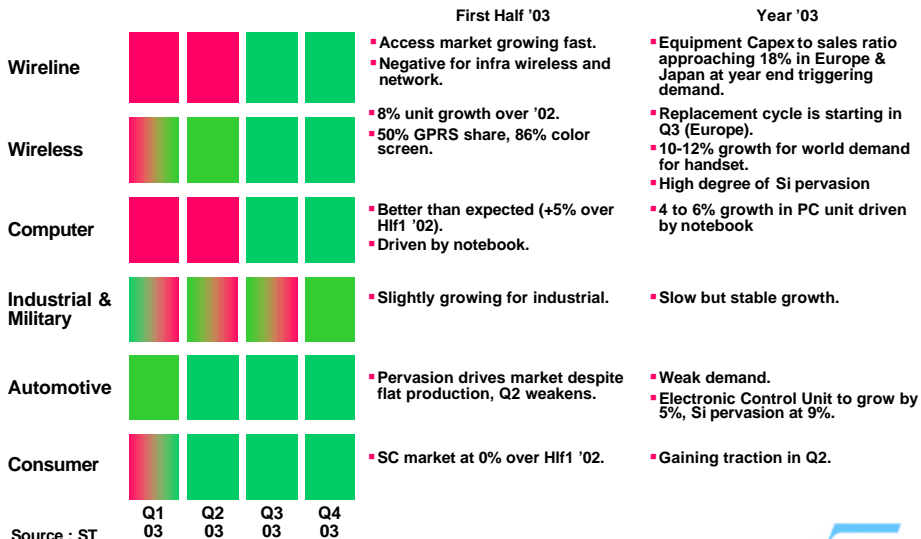 First Half '03
Year '03
Wireline
▪ Access market growing fast.
▪ Negative for infra wireless and
network.
▪ Equipment Capex to sales ratio
approaching 18% in Europe &
Japan at year end triggering
demand.
Wireless
▪ 8% unit growth over '02.
▪ 50% GPRS share, 86% color
screen.
▪ Replacement cycle is starting in
Q3 (Europe).
▪ 10-12% growth for world demand
for handset.
▪ High degree of Si pervasion
Computer
▪ Better than expected (+5% over
Hlf1 '02).
▪ Driven by notebook.
▪ 4 to 6% growth in PC unit driven
by notebook
Industrial &
Military
▪ Slightly growing for industrial.
▪ Slow but stable growth.
Automotive
▪ Pervasion drives market despite
flat production, Q2 weakens.
▪ Weak demand.
▪ Electronic Control Unit to grow by
5%, Si pervasion at 9%.
Consumer
▪ SC market at 0% over Hlf1 '02.
▪ Gaining traction in Q2.
Q1 Q2 Q3 Q4
03 03 03 03
Source : ST